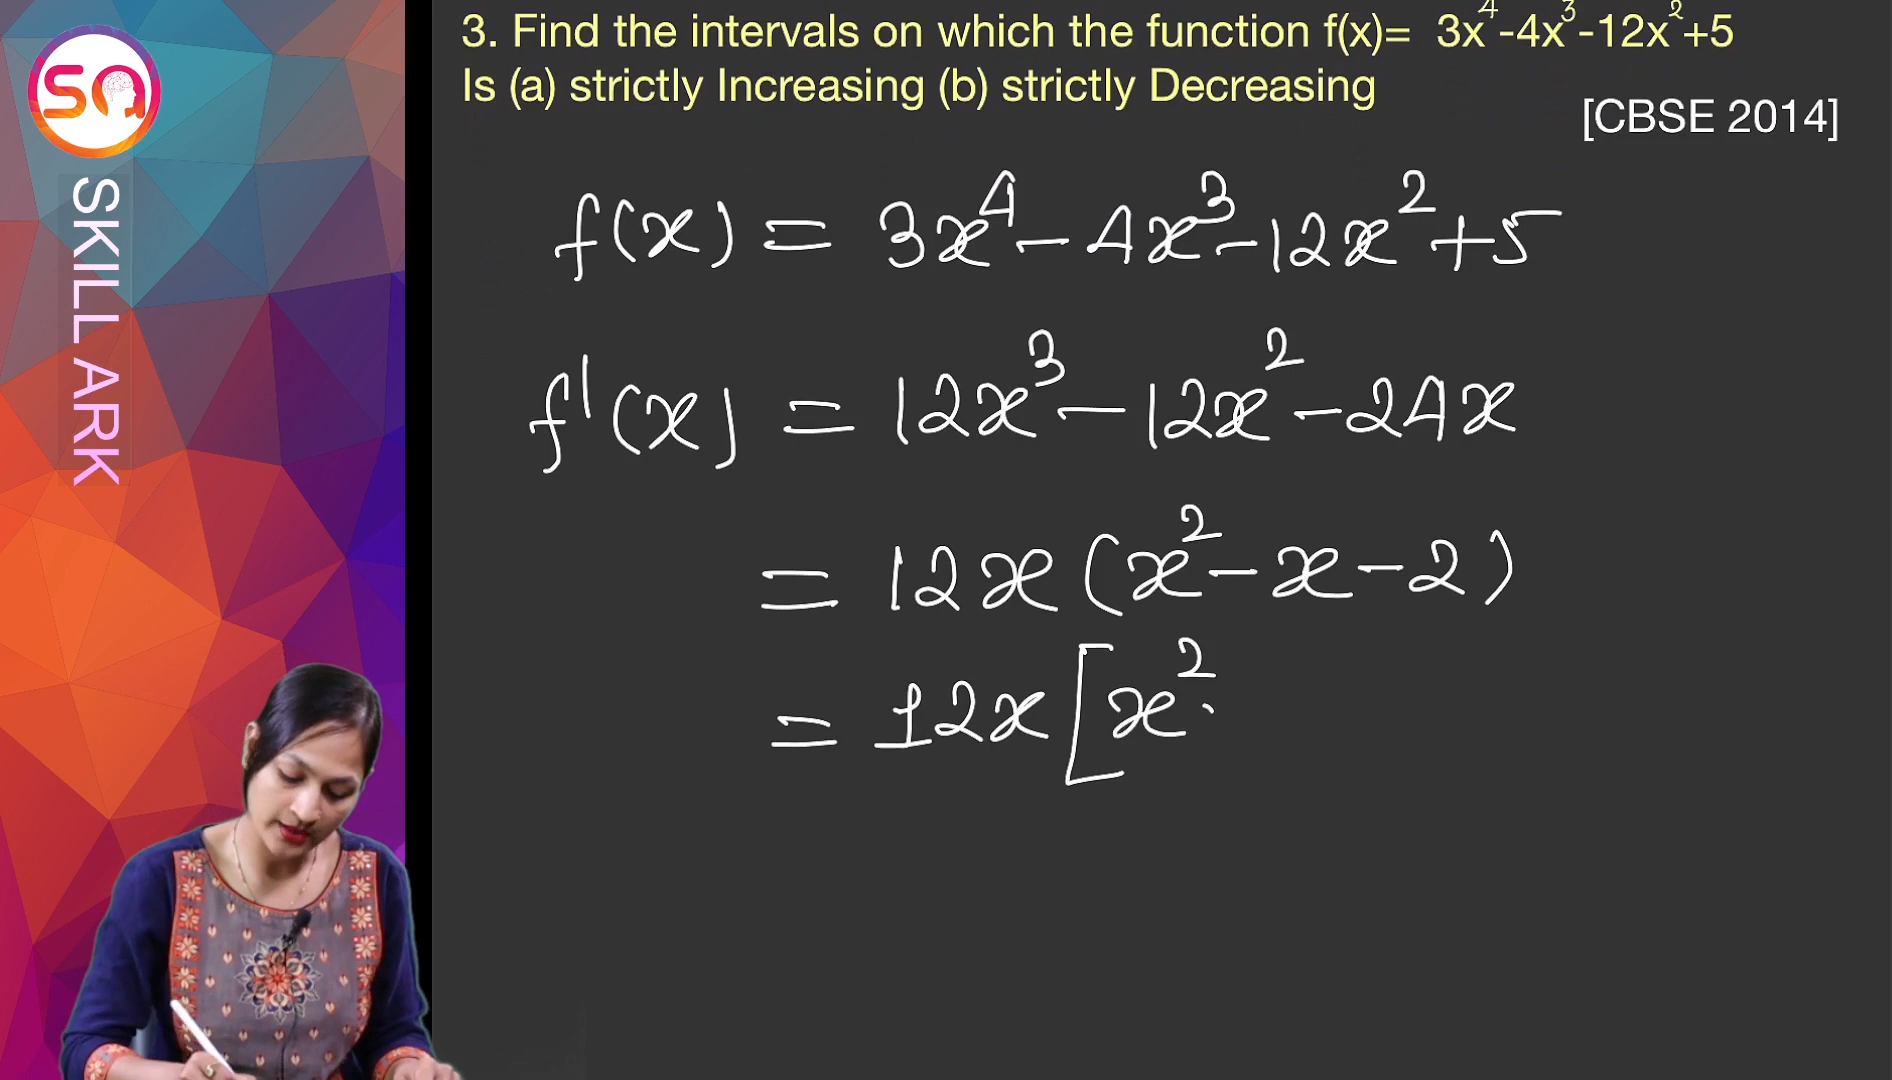 SQ
SKILL ARK
3. Find the intervals on which the function f(x)= 3x⁴-4x³-12x²+5
Is (a) strictly Increasing (b) strictly Decreasing
[CBSE 2014]
f(x) = 3x⁴ - 4x³ - 12x² + 5
f'(x) = 12x³ - 12x² - 24x
= 12x (x² - x - 2)
= 12x [x²